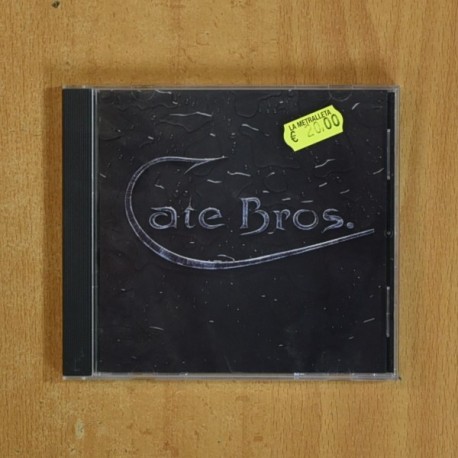 LA METRALLETA
€ 20,00
Cate Bros.